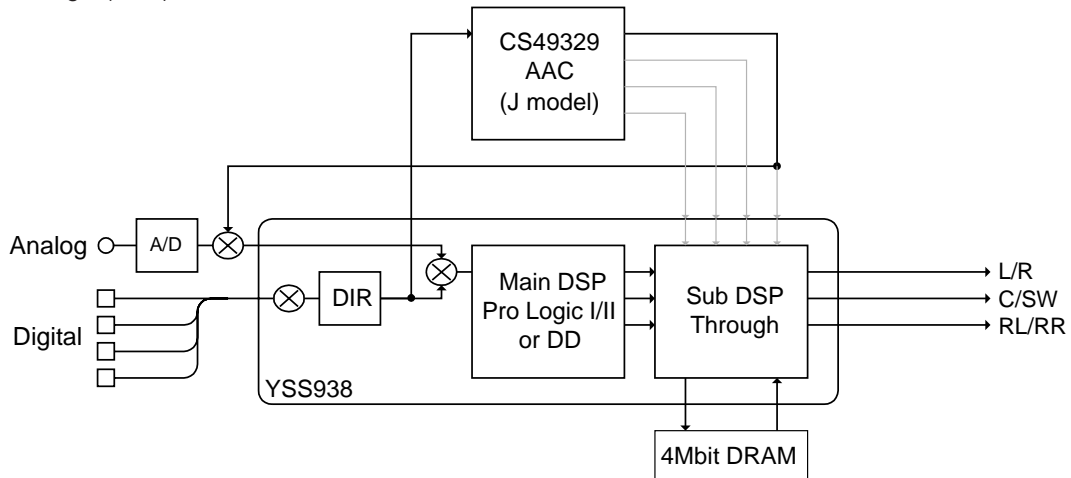 CS49329
AAC
(J model)
Analog
A/D
Digital
DIR
Main DSP
Pro Logic I/II
or DD
Sub DSP
Through
L/R
C/SW
RL/RR
YSS938
4Mbit DRAM